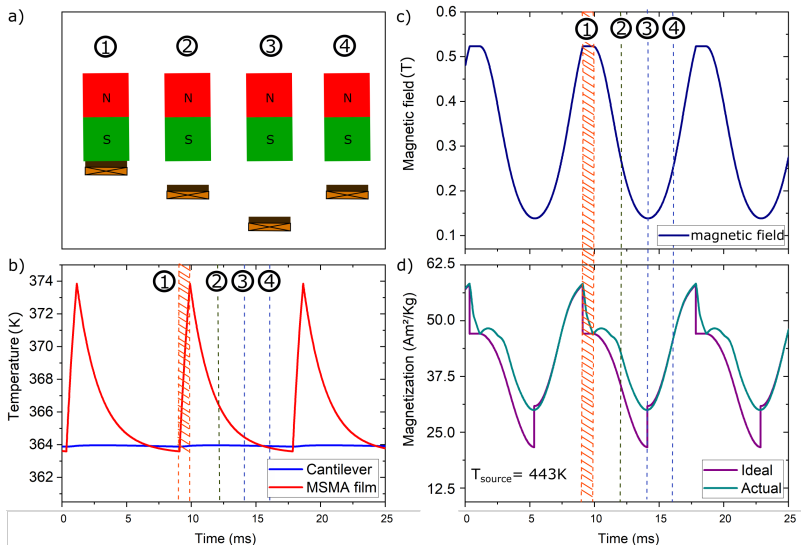 a)
① ② ③ ④
N N N N
S S S S
b)
Temperature (K)
374
372
370
368
366
364
362
① ② ③ ④
Cantilever
MSMA film
0 5 10 15 20 25
Time (ms)
c)
Magnetic field (T)
0.6
0.5
0.4
0.3
0.2
0.1
① ② ③ ④
magnetic field
d)
Magnetization (Am²/Kg)
62.5
50.0
37.5
25.0
12.5
T_source = 443K
Ideal
Actual
0 5 10 15 20 25
Time (ms)